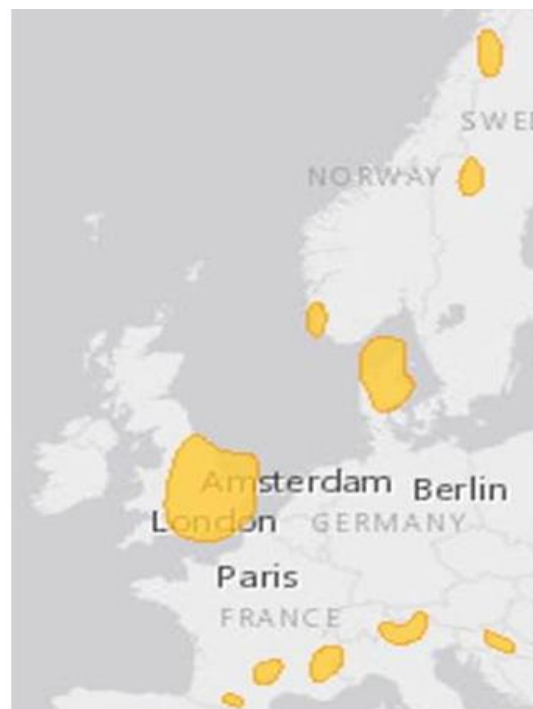 SWE
NORWAY
Amsterdam
Berlin
London
GERMANY
Paris
FRANCE